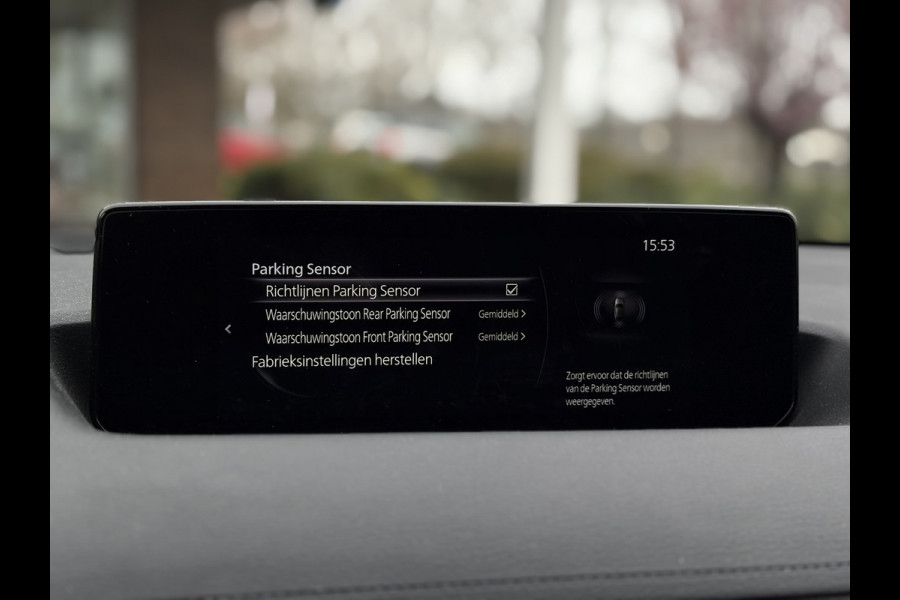 15:53
Parking Sensor
Richtlijnen Parking Sensor
Waarschuwingstoon Rear Parking Sensor Gemiddeld >
< Waarschuwingstoon Front Parking Sensor Gemiddeld >
Fabrieksinstellingen herstellen
Zorgt ervoor dat de richtlijnen
van de Parking Sensor worden
weergegeven.